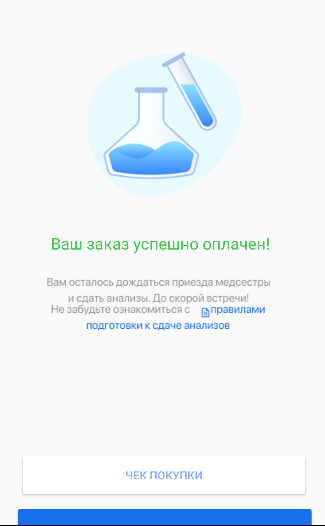 Ваш заказ успешно оплачен!
Вам осталось дождаться приезда медсестры
и сдать анализы. До скорой встречи!
Не забудьте ознакомиться с правилами
подготовки к сдаче анализов
ЧЕК ПОКУПКИ